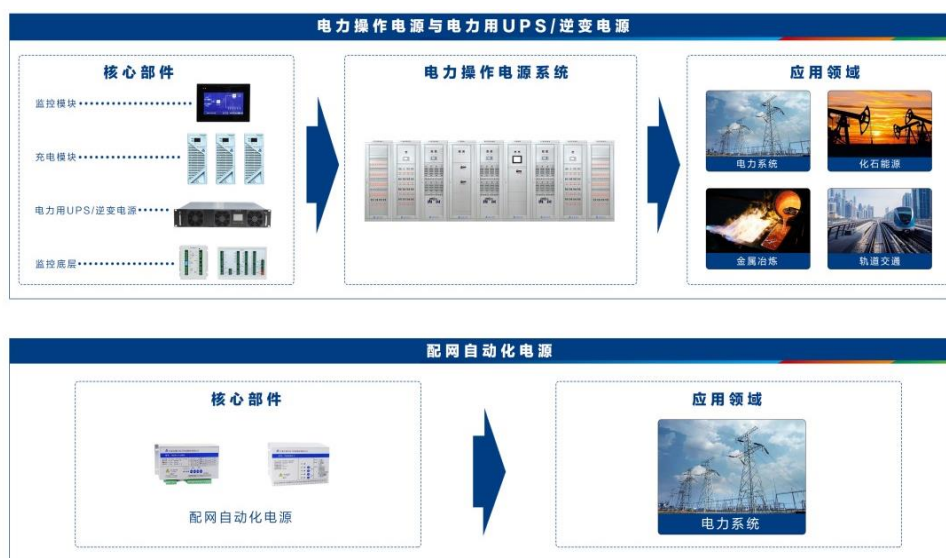 电力操作电源与电力用UPS/逆变电源
核心部件
监控模块
充电模块
电力用UPS/逆变电源
监控底层
电力操作电源系统
应用领域
电力系统
化石能源
金属冶炼
轨道交通
配网自动化电源
核心部件
配网自动化电源
应用领域
电力系统